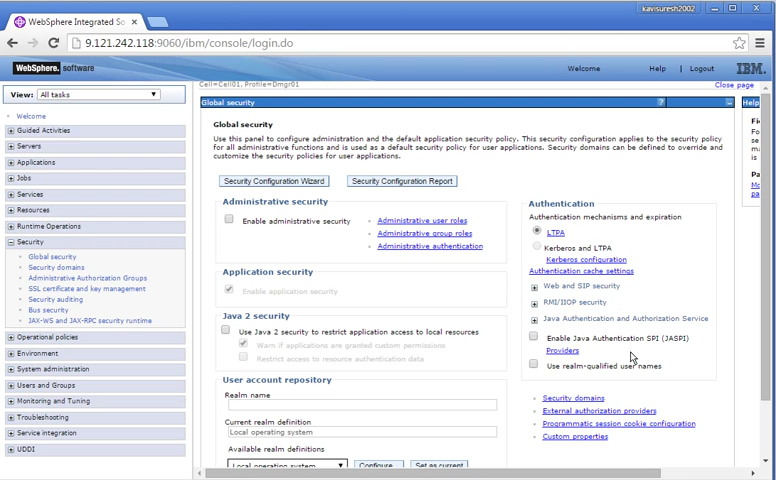 kavisuresh2002
WebSphere Integrated So
9.121.242.118:9060/ibm/console/login.do
WebSphere. software
Welcome
Help
Logout
IBM.
View: All tasks
Welcome
Guided Activities
Servers
Applications
Jobs
Services
Resources
Runtime Operations
Security
Global security
Security domains
Administrative Authorization Groups
SSL certificate and key management
Security auditing
Bus security
JAX-WS and JAX-RPC security runtime
Operational policies
Environment
System administration
Users and Groups
Monitoring and Tuning
Troubleshooting
Service integration
UDDI
Cell=Cell01, Profile=Dmgr01
Close page
Global security
?
Global security
Use this panel to configure administration and the default application security policy. This security configuration applies to the security policy
for all administrative functions and is used as a default security policy for user applications. Security domains can be defined to override and
customize the security policies for user applications.
Security Configuration Wizard
Security Configuration Report
Administrative security
Enable administrative security
Administrative user roles
Administrative group roles
Administrative authentication
Application security
Enable application security
Java 2 security
Use Java 2 security to restrict application access to local resources
Warn if applications are granted custom permissions
Restrict access to resource authentication data
User account repository
Realm name
Current realm definition
Local operating system
Available realm definitions
Local operating system
Configure...
Set as current
Authentication
Authentication mechanisms and expiration
LTPA
Kerberos and LTPA
Kerberos configuration
Authentication cache settings
Web and SIP security
RMI/IIOP security
Java Authentication and Authorization Service
Enable Java Authentication SPI (JASPI)
Providers
Use realm-qualified user names
Security domains
External authorization providers
Programmatic session cookie configuration
Custom properties
Help
Fi
Fo
se
m
is
Pa
Mo
pa